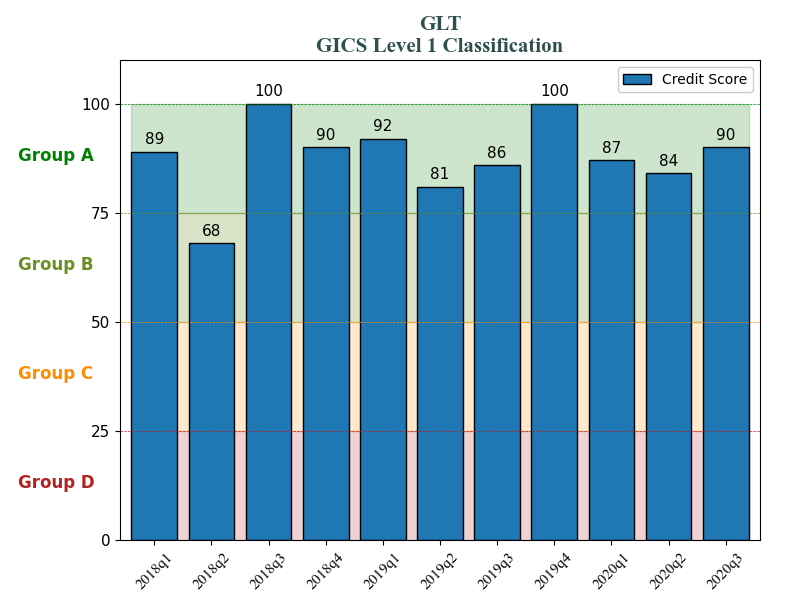 GLT
GICS Level 1 Classification
Credit Score
100
75
50
25
0
Group A
Group B
Group C
Group D
89
68
100
90
92
81
86
100
87
84
90
2018q1
2018q2
2018q3
2018q4
2019q1
2019q2
2019q3
2019q4
2020q1
2020q2
2020q3